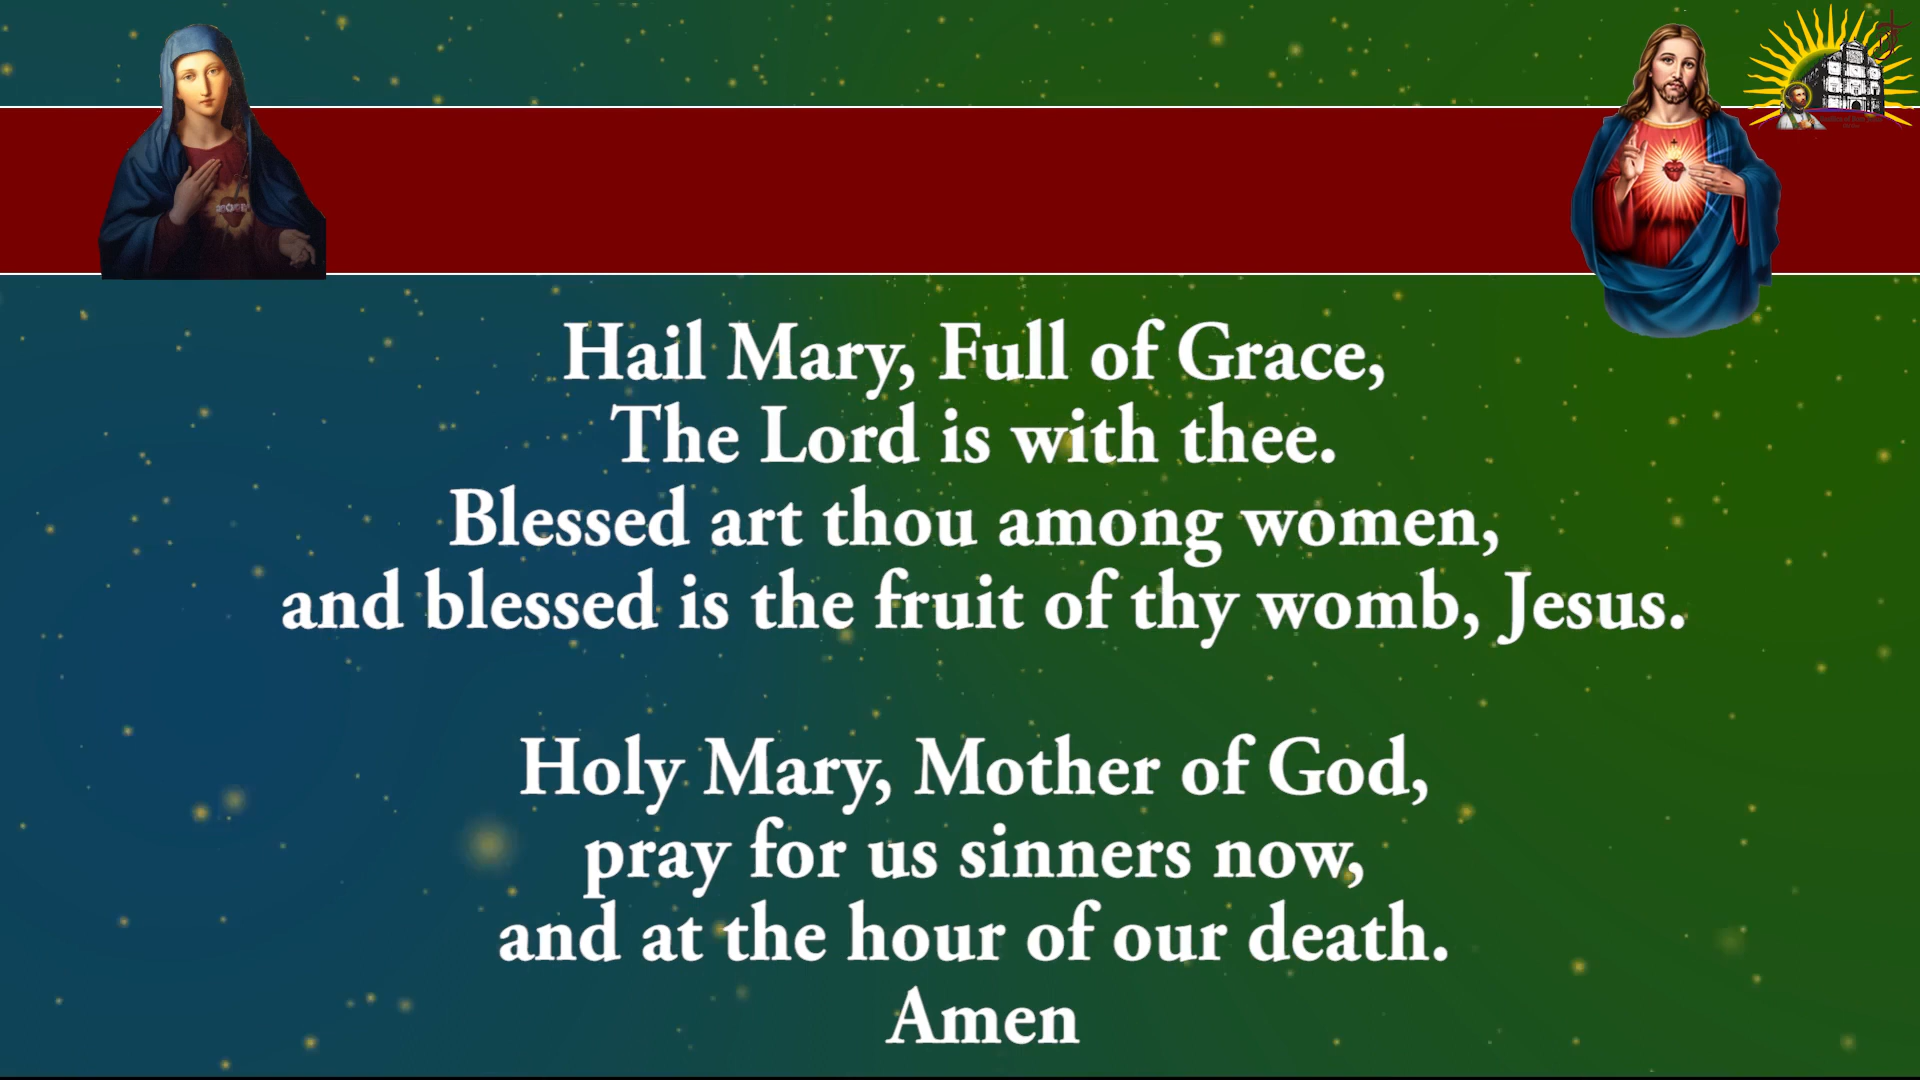 Hail Mary, Full of Grace,
The Lord is with thee.
Blessed art thou among women,
and blessed is the fruit of thy womb, Jesus.
Holy Mary, Mother of God,
pray for us sinners now,
and at the hour of our death.
Amen